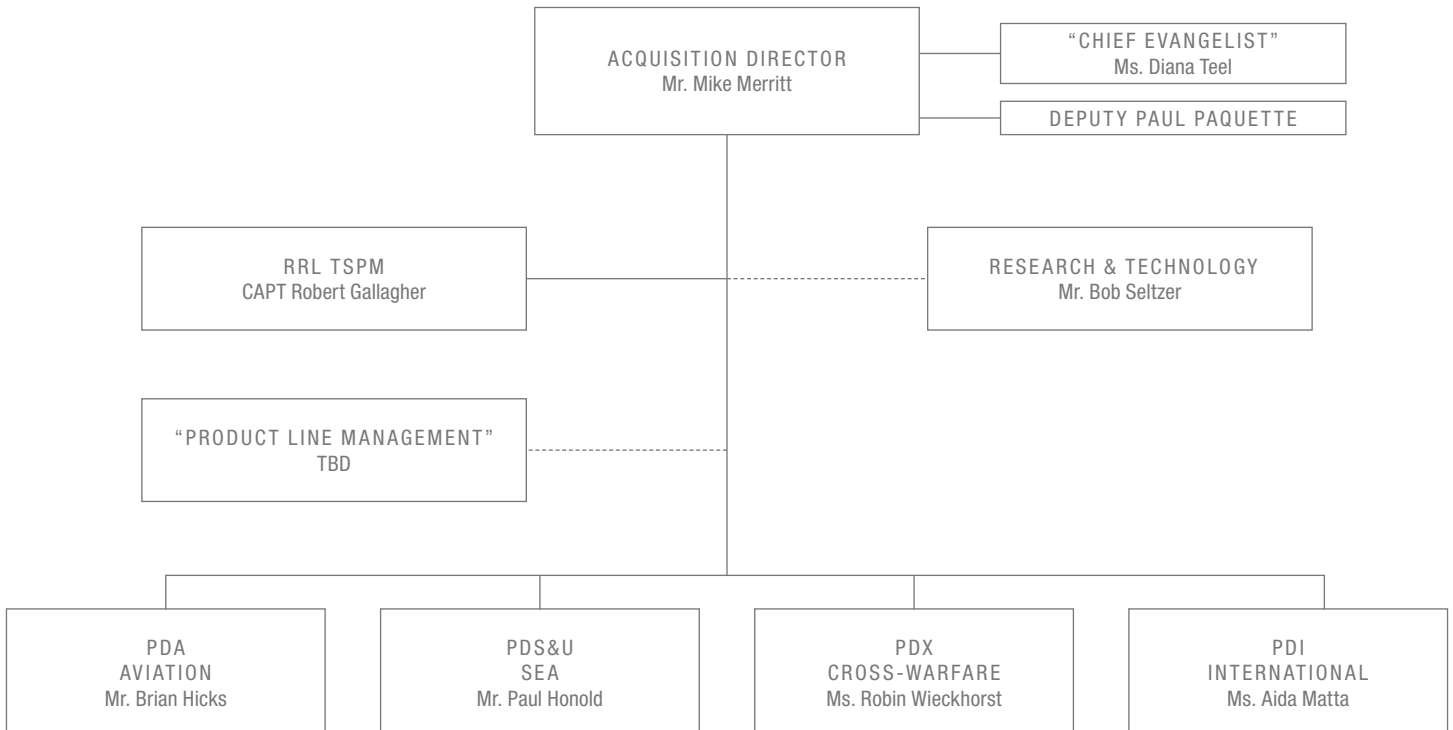 ACQUISITION DIRECTOR
Mr. Mike Merritt
“CHIEF EVANGELIST”
Ms. Diana Teel
DEPUTY PAUL PAQUETTE
RRL TSPM
CAPT Robert Gallagher
RESEARCH & TECHNOLOGY
Mr. Bob Seltzer
“PRODUCT LINE MANAGEMENT”
TBD
PDA
AVIATION
Mr. Brian Hicks
PDS&U
SEA
Mr. Paul Honold
PDX
CROSS-WARFARE
Ms. Robin Wieckhorst
PDI
INTERNATIONAL
Ms. Aida Matta